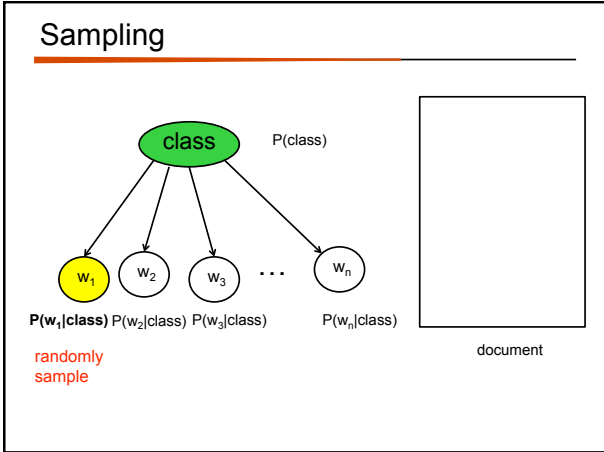 Sampling
class
P(class)
w₁ w₂ w₃ ... wₙ
P(w₁|class) P(w₂|class) P(w₃|class) P(wₙ|class)
randomly
sample
document